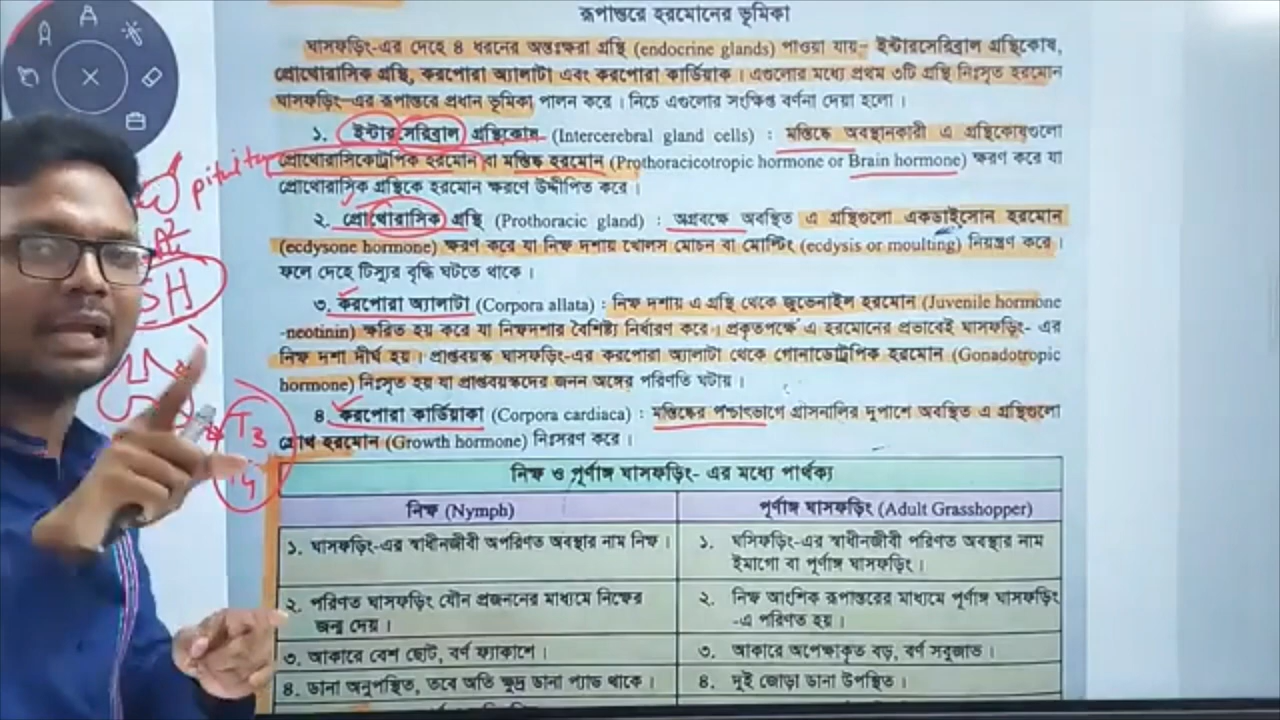 রূপান্তরে হরমোনের ভূমিকা
ঘাসফড়িং-এর দেহে ৪ ধরনের অন্তঃক্ষরা গ্রন্থি (endocrine glands) পাওয়া যায়- ইন্টারসেরিব্রাল গ্রন্থিকোষ,
প্রোথোরাসিক গ্রন্থি, করপোরা অ্যালাটা এবং করপোরা কার্ডিয়াক। এগুলোর মধ্যে প্রথম ৩টি গ্রন্থি নিঃসৃত হরমোন
ঘাসফড়িং-এর রূপান্তরে প্রধান ভূমিকা পালন করে। নিচে এগুলোর সংক্ষিপ্ত বর্ণনা দেয়া হলো।
১. ইন্টারসেরিব্রাল গ্রন্থিকোষ (Intercerebral gland cells) : মস্তিষ্কে অবস্থানকারী এ গ্রন্থিকোষগুলো
pituity
প্রোথোরাসিকোট্রপিক হরমোন বা মস্তিষ্ক হরমোন (Prothoracicotropic hormone or Brain hormone) ক্ষরণ করে যা
প্রোথোরাসিক গ্রন্থিকে হরমোন ক্ষরণে উদ্দীপিত করে।
২. প্রোথোরাসিক গ্রন্থি (Prothoracic gland) : অগ্রবক্ষে অবস্থিত এ গ্রন্থিগুলো একডাইসোন হরমোন
(ecdysone hormone) ক্ষরণ করে যা নিম্ফ দশায় খোলস মোচন বা মোল্টিং (ecdysis or moulting) নিয়ন্ত্রণ করে।
ফলে দেহে টিস্যুর বৃদ্ধি ঘটতে থাকে।
SH
৩. করপোরা অ্যালাটা (Corpora allata) : নিম্ফ দশায় এ গ্রন্থি থেকে জুভেনাইল হরমোন (Juvenile hormone
-neotinin) ক্ষরিত হয় করে যা নিম্ফদশার বৈশিষ্ট্য নির্ধারণ করে। প্রকৃতপক্ষে এ হরমোনের প্রভাবেই ঘাসফড়িং- এর
নিম্ফ দশা দীর্ঘ হয়। প্রাপ্তবয়স্ক ঘাসফড়িং-এর করপোরা অ্যালাটা থেকে গোনাডোট্রপিক হরমোন (Gonadotropic
hormone) নিঃসৃত হয় যা প্রাপ্তবয়স্কদের জনন অঙ্গের পরিণতি ঘটায়।
৪. করপোরা কার্ডিয়াকা (Corpora cardiaca) : মস্তিষ্কের পশ্চাৎভাগে গ্রাসনালির দুপাশে অবস্থিত এ গ্রন্থিগুলো
T3
গ্রোথ হরমোন (Growth hormone) নিঃসরণ করে।
নিম্ফ ও পূর্ণাঙ্গ ঘাসফড়িং- এর মধ্যে পার্থক্য
নিম্ফ (Nymph)
পূর্ণাঙ্গ ঘাসফড়িং (Adult Grasshopper)
১. ঘাসফড়িং-এর স্বাধীনজীবী অপরিণত অবস্থার নাম নিম্ফ।
১. ঘসিফড়িং-এর স্বাধীনজীবী পরিণত অবস্থার নাম
ইমাগো বা পূর্ণাঙ্গ ঘাসফড়িং।
২. পরিণত ঘাসফড়িং যৌন প্রজননের মাধ্যমে নিম্ফের
জন্ম দেয়।
২. নিম্ফ আংশিক রূপান্তরের মাধ্যমে পূর্ণাঙ্গ ঘাসফড়িং
-এ পরিণত হয়।
৩. আকারে বেশ ছোট, বর্ণ ফ্যাকাশে।
৩. আকারে অপেক্ষাকৃত বড়, বর্ণ সবুজাভ।
৪. ডানা অনুপস্থিত, তবে অতি ক্ষুদ্র ডানা প্যাড থাকে।
৪. দুই জোড়া ডানা উপস্থিত।